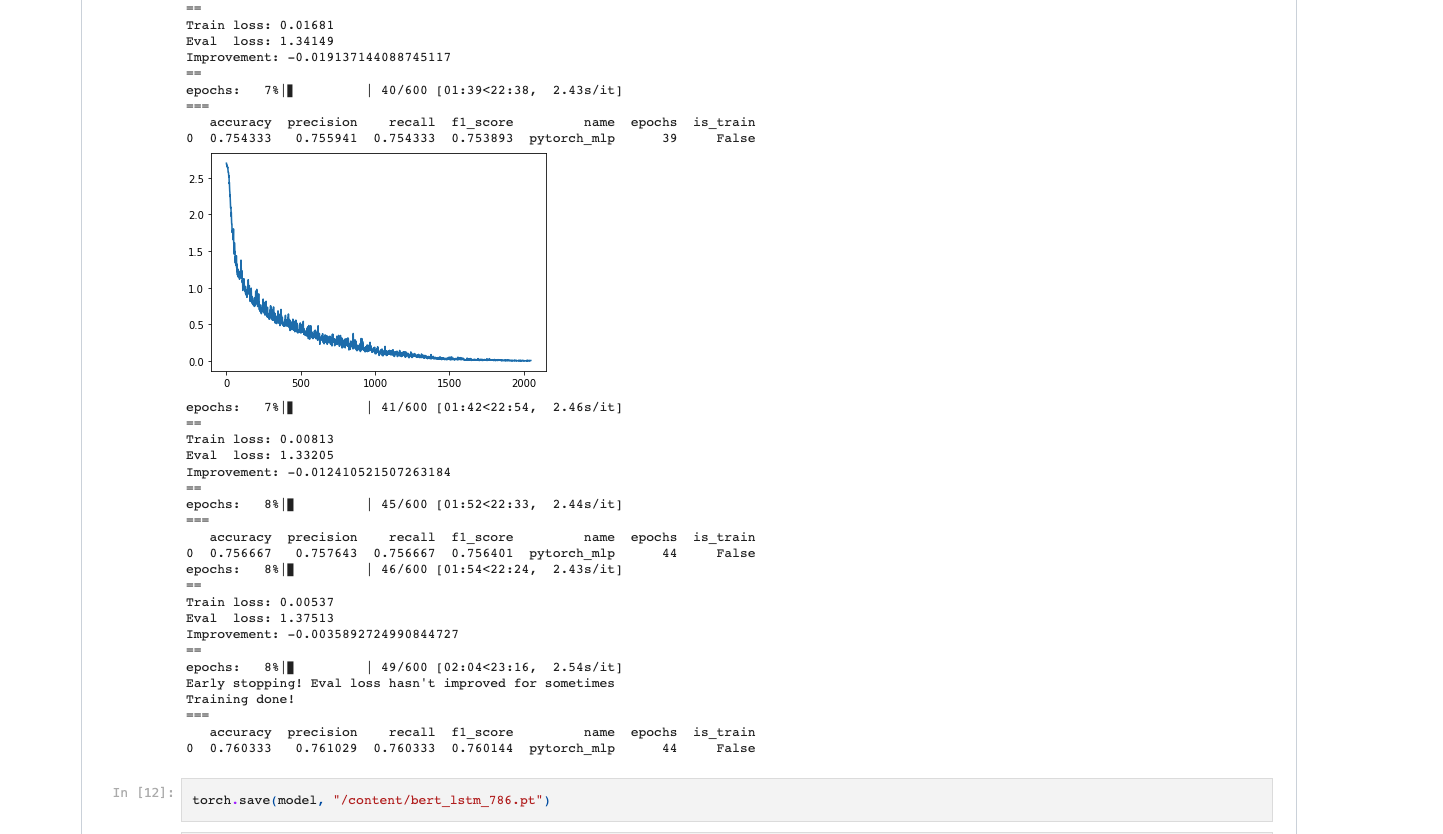 ==
Train loss: 0.01681
Eval  loss: 1.34149
Improvement: -0.019137144088745117
==
epochs:   7%|█         | 40/600 [01:39<22:38,  2.43s/it]
===
   accuracy  precision    recall  f1_score         name  epochs  is_train
0  0.754333   0.755941  0.754333  0.753893  pytorch_mlp      39     False
2.5
2.0
1.5
1.0
0.5
0.0
0 500 1000 1500 2000
epochs:   7%|█         | 41/600 [01:42<22:54,  2.46s/it]
==
Train loss: 0.00813
Eval  loss: 1.33205
Improvement: -0.012410521507263184
==
epochs:   8%|█         | 45/600 [01:52<22:33,  2.44s/it]
===
   accuracy  precision    recall  f1_score         name  epochs  is_train
0  0.756667   0.757643  0.756667  0.756401  pytorch_mlp      44     False
epochs:   8%|█         | 46/600 [01:54<22:24,  2.43s/it]
==
Train loss: 0.00537
Eval  loss: 1.37513
Improvement: -0.0035892724990844727
==
epochs:   8%|█         | 49/600 [02:04<23:16,  2.54s/it]
Early stopping! Eval loss hasn't improved for sometimes
Training done!
===
   accuracy  precision    recall  f1_score         name  epochs  is_train
0  0.760333   0.761029  0.760333  0.760144  pytorch_mlp      44     False
In [12]: torch.save(model, "/content/bert_lstm_786.pt")